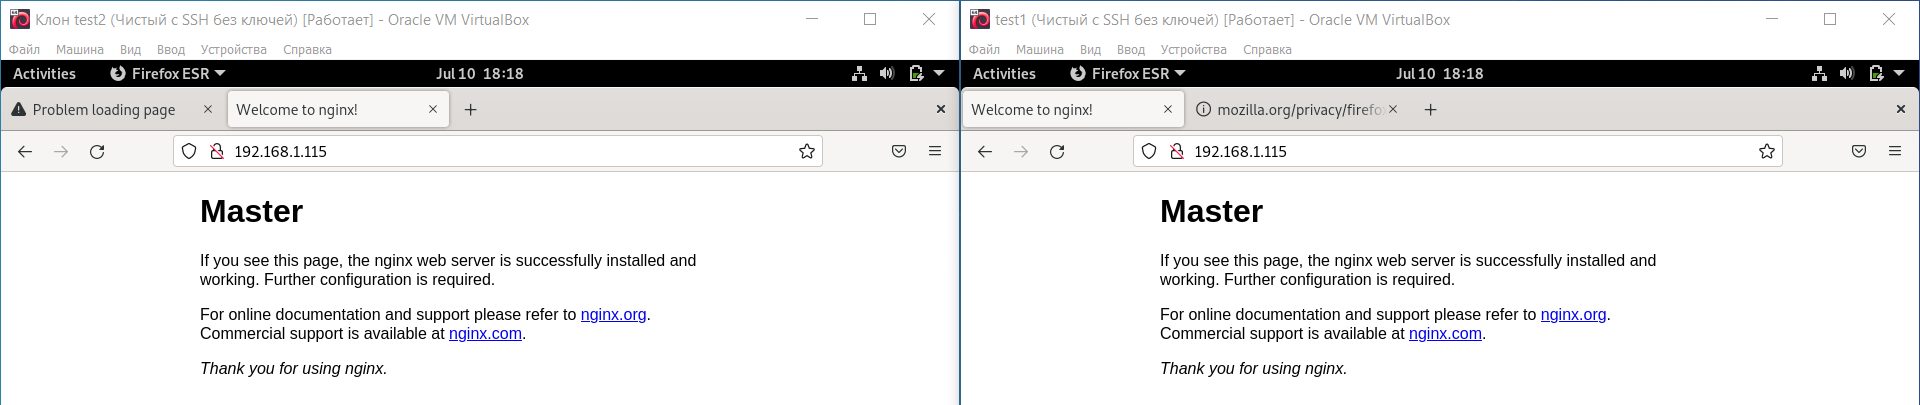 Клон test2 (Чистый с SSH без ключей) [Работает] - Oracle VM VirtualBox
Файл Машина Вид Ввод Устройства Справка
Activities Firefox ESR Jul 10 18:18
Problem loading page Welcome to nginx!
192.168.1.115
Master
If you see this page, the nginx web server is successfully installed and
working. Further configuration is required.
For online documentation and support please refer to nginx.org.
Commercial support is available at nginx.com.
Thank you for using nginx.
test1 (Чистый с SSH без ключей) [Работает] - Oracle VM VirtualBox
Файл Машина Вид Ввод Устройства Справка
Activities Firefox ESR Jul 10 18:18
Welcome to nginx! mozilla.org/privacy/firefo
192.168.1.115
Master
If you see this page, the nginx web server is successfully installed and
working. Further configuration is required.
For online documentation and support please refer to nginx.org.
Commercial support is available at nginx.com.
Thank you for using nginx.